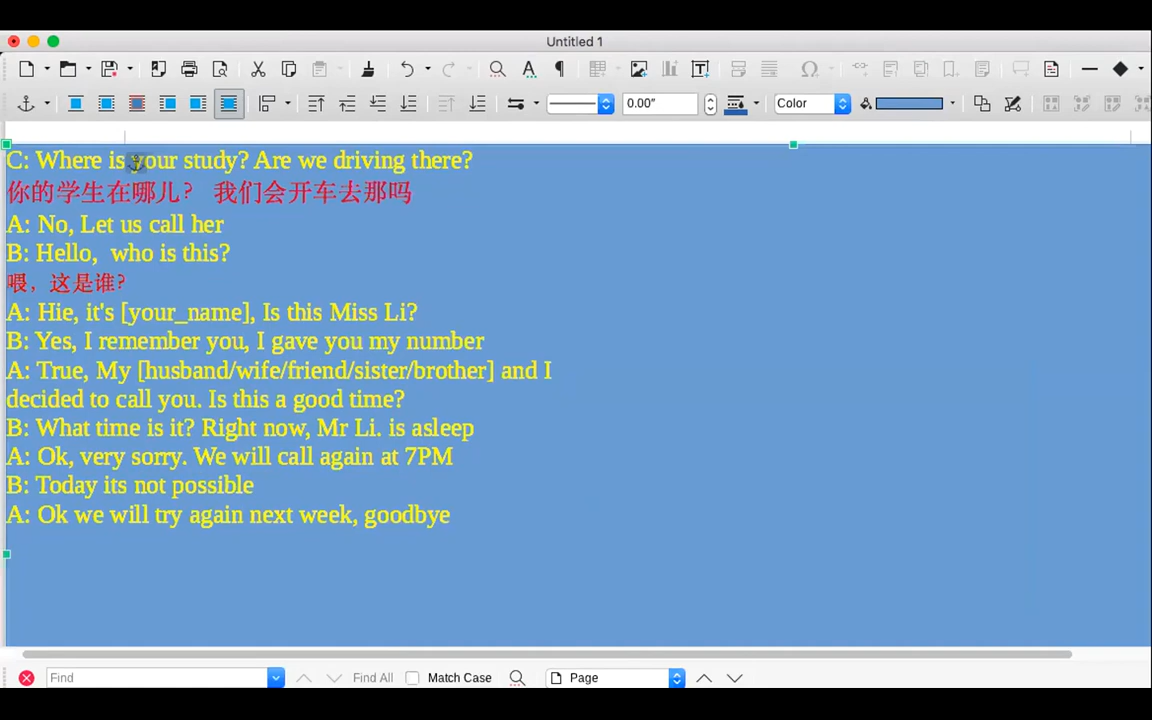 Untitled 1
0.00"
Color
C: Where is your study? Are we driving there?
你的学生在哪儿？ 我们会开车去那吗
A: No, Let us call her
B: Hello,  who is this?
喂，这是谁?
A: Hie, it's [your_name], Is this Miss Li?
B: Yes, I remember you, I gave you my number
A: True, My [husband/wife/friend/sister/brother] and I
decided to call you. Is this a good time?
B: What time is it? Right now, Mr Li. is asleep
A: Ok, very sorry. We will call again at 7PM
B: Today its not possible
A: Ok we will try again next week, goodbye
Find
Find All
Match Case
Page